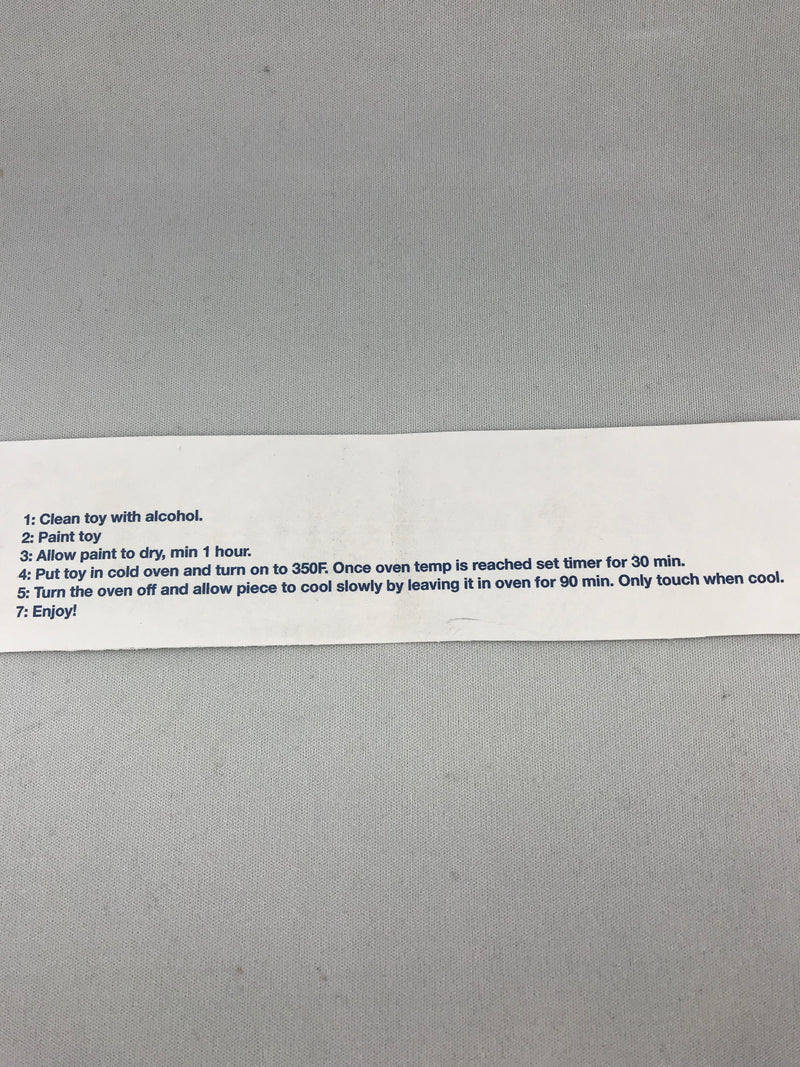 1: Clean toy with alcohol.
2: Paint toy
3: Allow paint to dry, min 1 hour.
4: Put toy in cold oven and turn on to 350F. Once oven temp is reached set timer for 30 min.
5: Turn the oven off and allow piece to cool slowly by leaving it in oven for 90 min. Only touch when cool.
7: Enjoy!